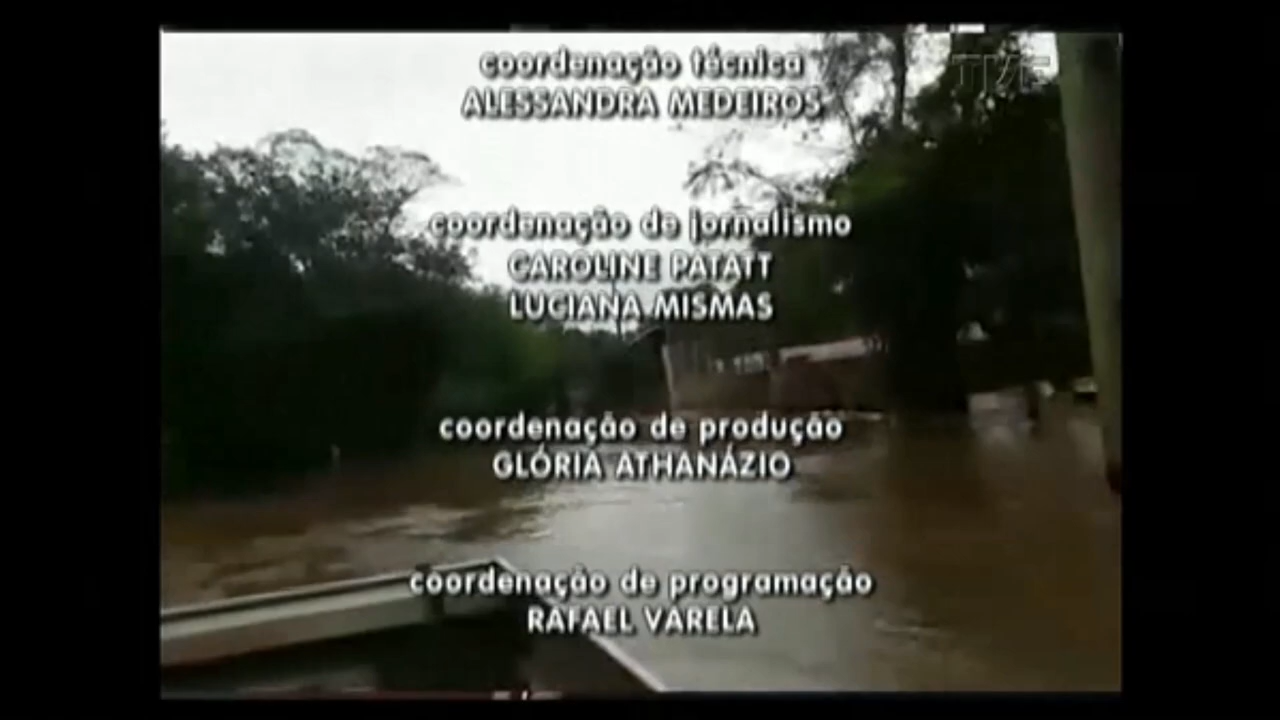 TVE
coordenação técnica
ALESSANDRA MEDEIROS
coordenação de jornalismo
CAROLINE PATATT
LUCIANA MISMAS
coordenação de produção
GLÓRIA ATHANÁZIO
coordenação de programação
RAFAEL VARELA